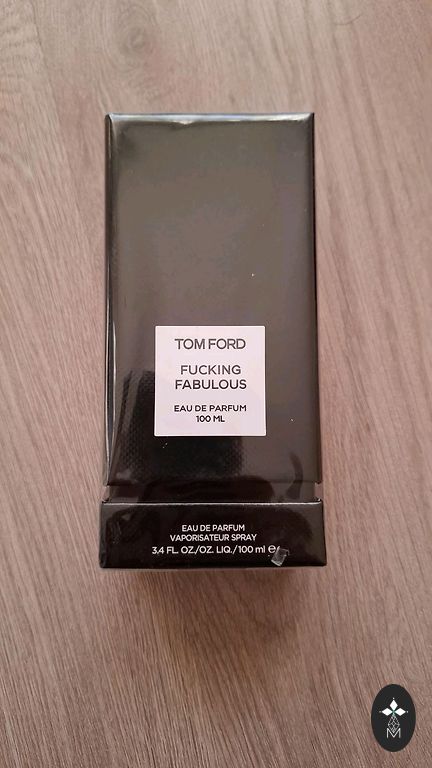 TOM FORD
FUCKING
FABULOUS
EAU DE PARFUM
100 ML
EAU DE PARFUM
VAPORISATEUR SPRAY
3.4 FL. OZ./OZ. LIQ./100 ml ℮
M